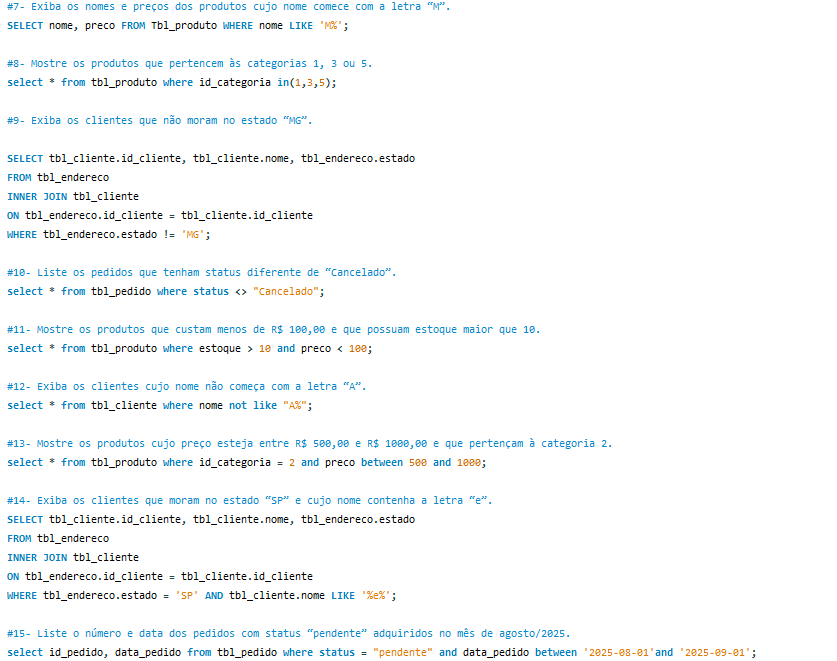 #7- Exiba os nomes e preços dos produtos cujo nome comece com a letra “M”.
SELECT nome, preco FROM Tbl_produto WHERE nome LIKE 'M%';
#8- Mostre os produtos que pertencem às categorias 1, 3 ou 5.
select * from tbl_produto where id_categoria in(1,3,5);
#9- Exiba os clientes que não moram no estado “MG”.
SELECT tbl_cliente.id_cliente, tbl_cliente.nome, tbl_endereco.estado
FROM tbl_endereco
INNER JOIN tbl_cliente
ON tbl_endereco.id_cliente = tbl_cliente.id_cliente
WHERE tbl_endereco.estado != 'MG';
#10- Liste os pedidos que tenham status diferente de “Cancelado”.
select * from tbl_pedido where status <> "Cancelado";
#11- Mostre os produtos que custam menos de R$ 100,00 e que possuam estoque maior que 10.
select * from tbl_produto where estoque > 10 and preco < 100;
#12- Exiba os clientes cujo nome não começa com a letra “A”.
select * from tbl_cliente where nome not like "A%";
#13- Mostre os produtos cujo preço esteja entre R$ 500,00 e R$ 1000,00 e que pertençam à categoria 2.
select * from tbl_produto where id_categoria = 2 and preco between 500 and 1000;
#14- Exiba os clientes que moram no estado “SP” e cujo nome contenha a letra “e”.
SELECT tbl_cliente.id_cliente, tbl_cliente.nome, tbl_endereco.estado
FROM tbl_endereco
INNER JOIN tbl_cliente
ON tbl_endereco.id_cliente = tbl_cliente.id_cliente
WHERE tbl_endereco.estado = 'SP' AND tbl_cliente.nome LIKE '%e%';
#15- Liste o número e data dos pedidos com status “pendente” adquiridos no mês de agosto/2025.
select id_pedido, data_pedido from tbl_pedido where status = "pendente" and data_pedido between '2025-08-01'and '2025-09-01';